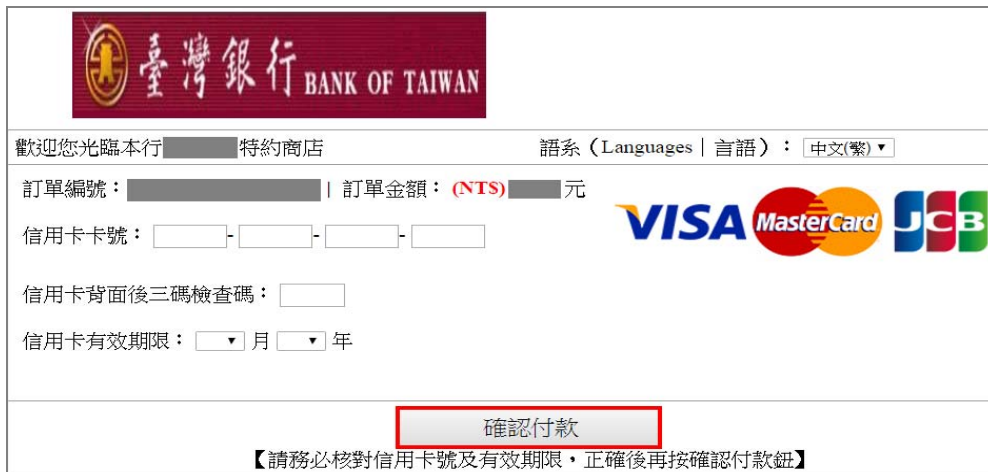 臺灣銀行 BANK OF TAIWAN
歡迎您光臨本行 特約商店 語系（Languages | 言語）： 中文(繁)
訂單編號： | 訂單金額： (NT$) 元
VISA MasterCard JCB
信用卡卡號： - - -
信用卡背面後三碼檢查碼：
信用卡有效期限： 月 年
確認付款
【請務必核對信用卡號及有效期限，正確後再按確認付款鈕】